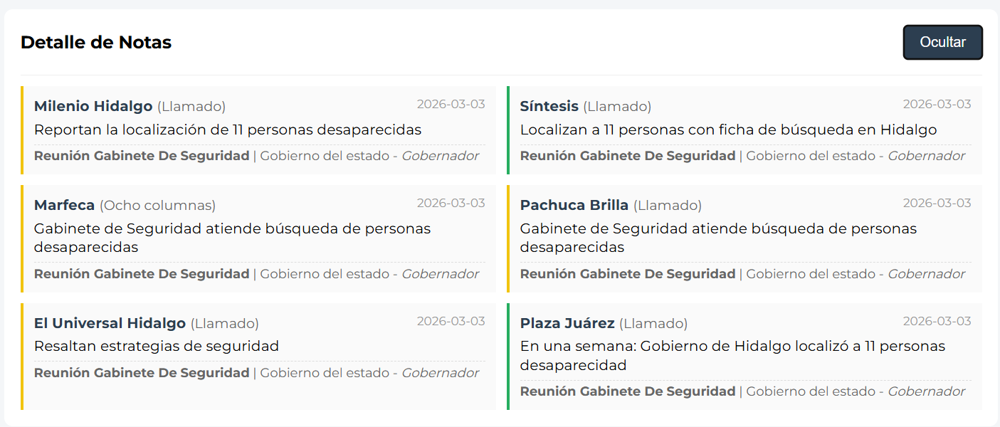 Detalle de Notas
Ocultar
Milenio Hidalgo (Llamado) 2026-03-03
Reportan la localización de 11 personas desaparecidas
Reunión Gabinete De Seguridad | Gobierno del estado - Gobernador
Síntesis (Llamado) 2026-03-03
Localizan a 11 personas con ficha de búsqueda en Hidalgo
Reunión Gabinete De Seguridad | Gobierno del estado - Gobernador
Marfeca (Ocho columnas) 2026-03-03
Gabinete de Seguridad atiende búsqueda de personas
desaparecidas
Reunión Gabinete De Seguridad | Gobierno del estado - Gobernador
Pachuca Brilla (Llamado) 2026-03-03
Gabinete de Seguridad atiende búsqueda de personas
desaparecidas
Reunión Gabinete De Seguridad | Gobierno del estado - Gobernador
El Universal Hidalgo (Llamado) 2026-03-03
Resaltan estrategias de seguridad
Reunión Gabinete De Seguridad | Gobierno del estado - Gobernador
Plaza Juárez (Llamado) 2026-03-03
En una semana: Gobierno de Hidalgo localizó a 11 personas
desaparecidad
Reunión Gabinete De Seguridad | Gobierno del estado - Gobernador